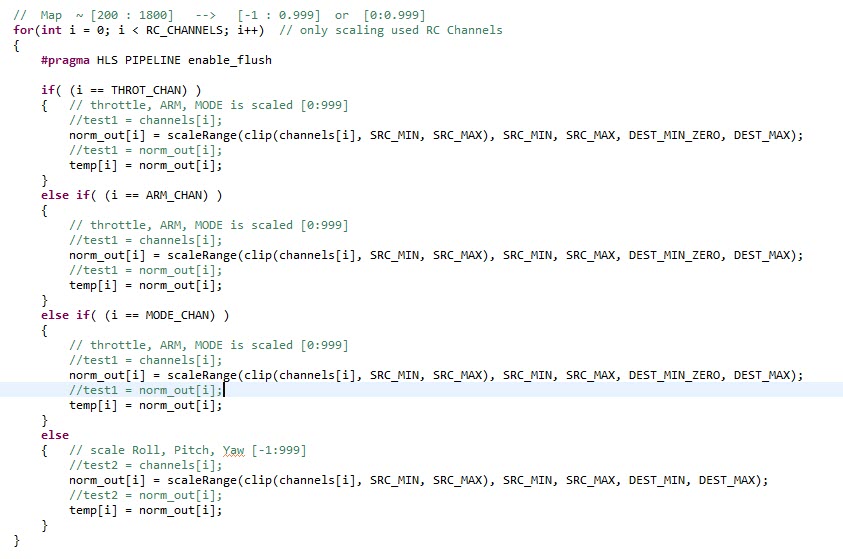 //  Map  ~ [200 : 1800]   -->   [-1 : 0.999]  or  [0:0.999]
for(int i = 0; i < RC_CHANNELS; i++)  // only scaling used RC Channels
{
    #pragma HLS PIPELINE enable_flush

    if( (i == THROT_CHAN) )
    {   // throttle, ARM, MODE is scaled [0:999]
        //test1 = channels[i];
        norm_out[i] = scaleRange(clip(channels[i], SRC_MIN, SRC_MAX), SRC_MIN, SRC_MAX, DEST_MIN_ZERO, DEST_MAX);
        //test1 = norm_out[i];
        temp[i] = norm_out[i];
    }
    else if( (i == ARM_CHAN) )
    {
        // throttle, ARM, MODE is scaled [0:999]
        //test1 = channels[i];
        norm_out[i] = scaleRange(clip(channels[i], SRC_MIN, SRC_MAX), SRC_MIN, SRC_MAX, DEST_MIN_ZERO, DEST_MAX);
        //test1 = norm_out[i];
        temp[i] = norm_out[i];
    }
    else if( (i == MODE_CHAN) )
    {
        // throttle, ARM, MODE is scaled [0:999]
        //test1 = channels[i];
        norm_out[i] = scaleRange(clip(channels[i], SRC_MIN, SRC_MAX), SRC_MIN, SRC_MAX, DEST_MIN_ZERO, DEST_MAX);
        //test1 = norm_out[i];
        temp[i] = norm_out[i];
    }
    else
    {   // scale Roll, Pitch, Yaw [-1:999]
        //test2 = channels[i];
        norm_out[i] = scaleRange(clip(channels[i], SRC_MIN, SRC_MAX), SRC_MIN, SRC_MAX, DEST_MIN, DEST_MAX);
        //test2 = norm_out[i];
        temp[i] = norm_out[i];
    }
}